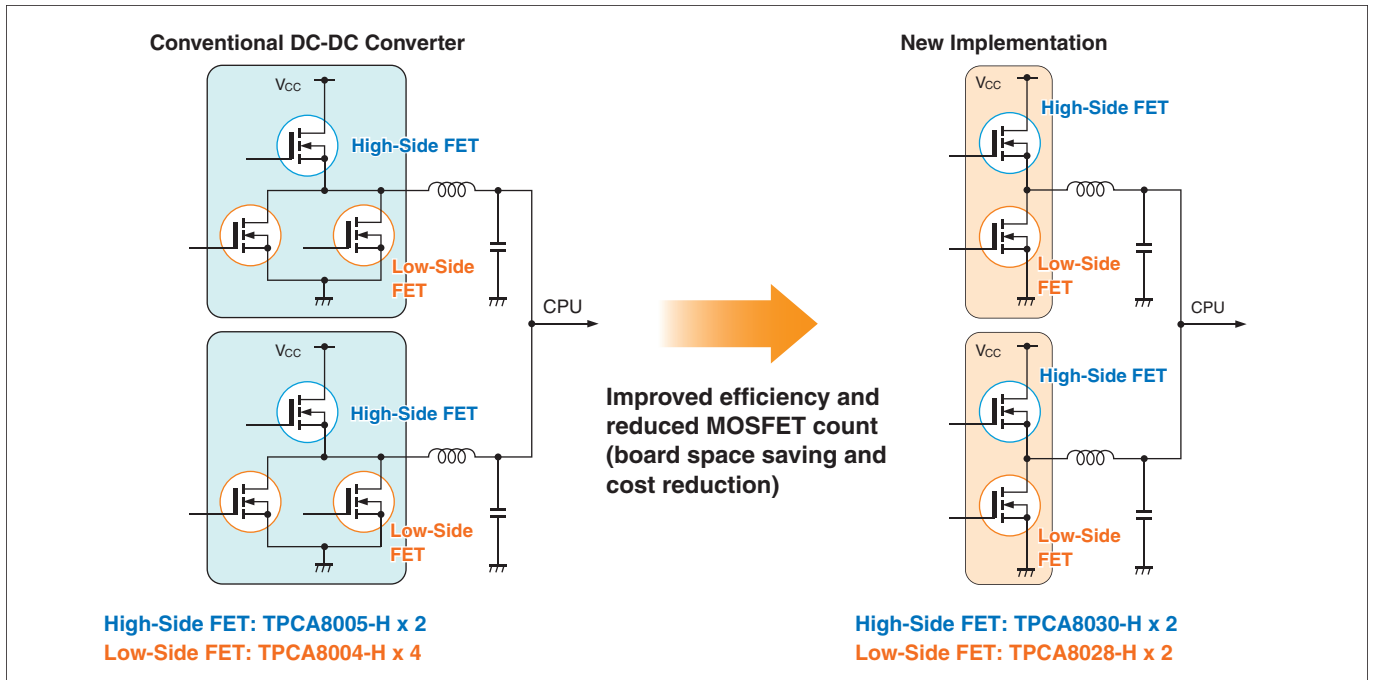 Conventional DC-DC Converter
VCC
High-Side FET
Low-Side
FET
CPU
VCC
High-Side FET
Low-Side
FET
High-Side FET: TPCA8005-H x 2
Low-Side FET: TPCA8004-H x 4
Improved efficiency and
reduced MOSFET count
(board space saving and
cost reduction)
New Implementation
VCC
High-Side FET
Low-Side
FET
CPU
VCC
High-Side FET
Low-Side
FET
High-Side FET: TPCA8030-H x 2
Low-Side FET: TPCA8028-H x 2